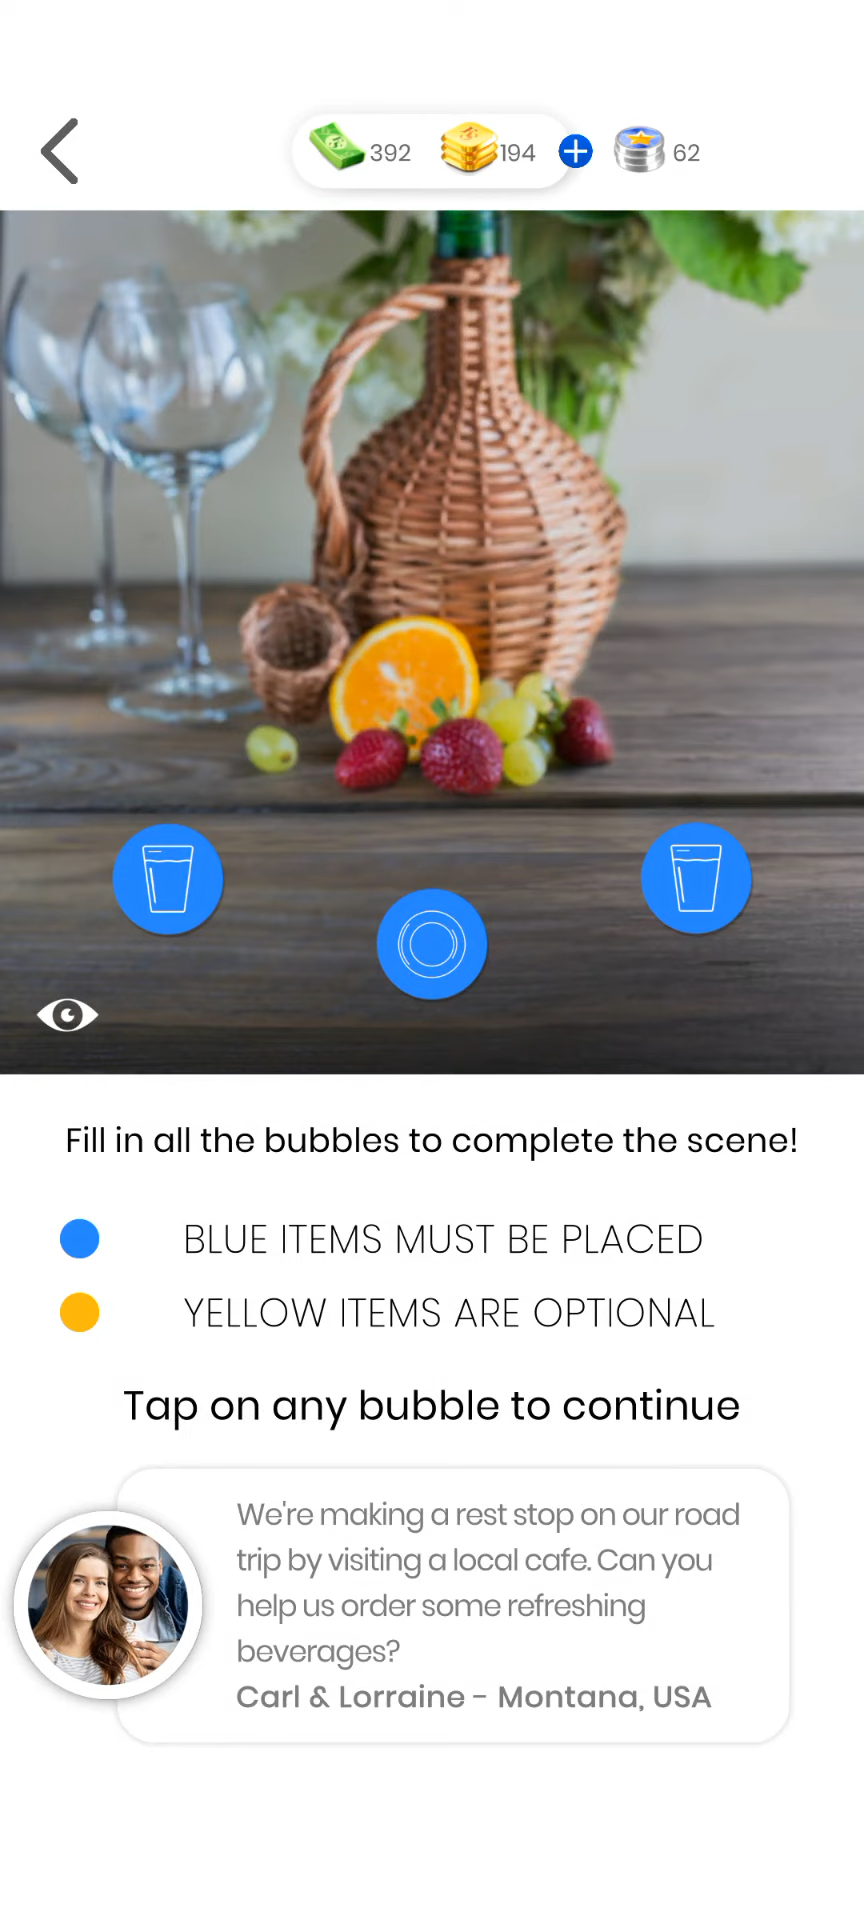 392 194 62
Fill in all the bubbles to complete the scene!
BLUE ITEMS MUST BE PLACED
YELLOW ITEMS ARE OPTIONAL
Tap on any bubble to continue
We're making a rest stop on our road
trip by visiting a local cafe. Can you
help us order some refreshing
beverages?
Carl & Lorraine - Montana, USA